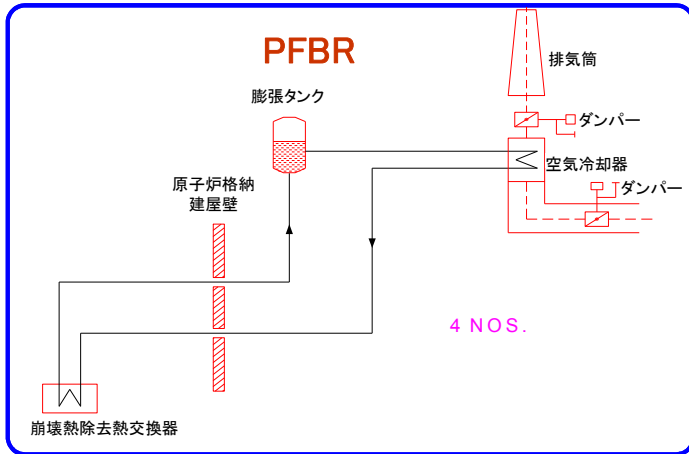 PFBR
排気筒
膨張タンク
ダンパー
空気冷却器
原子炉格納
建屋壁
ダンパー
4 NOS.
崩壊熱除去熱交換器